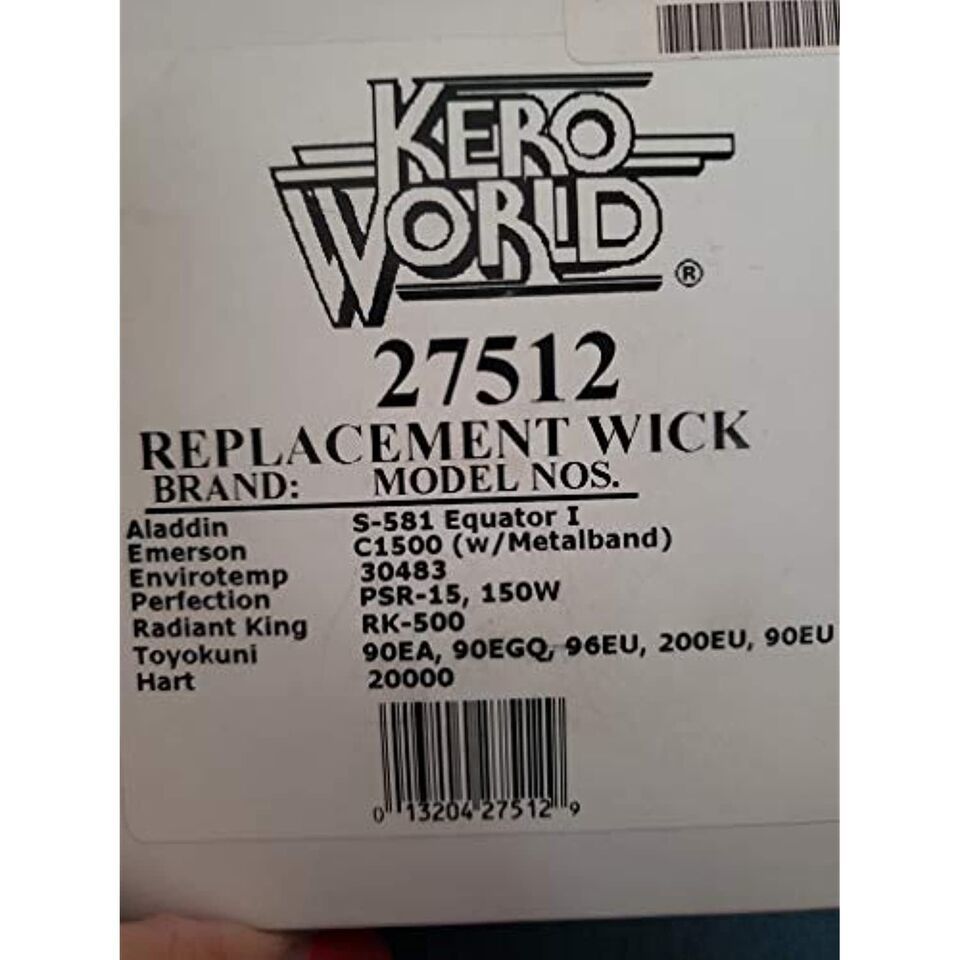 KERO
WORLD®
27512
REPLACEMENT WICK
BRAND: MODEL NOS.
Aladdin S-581 Equator I
Emerson C1500 (w/Metalband)
Envirotemp 30483
Perfection PSR-15, 150W
Radiant King RK-500
Toyokuni 90EA, 90EGQ, 96EU, 200EU, 90EU
Hart 20000
0 13204 27512 9